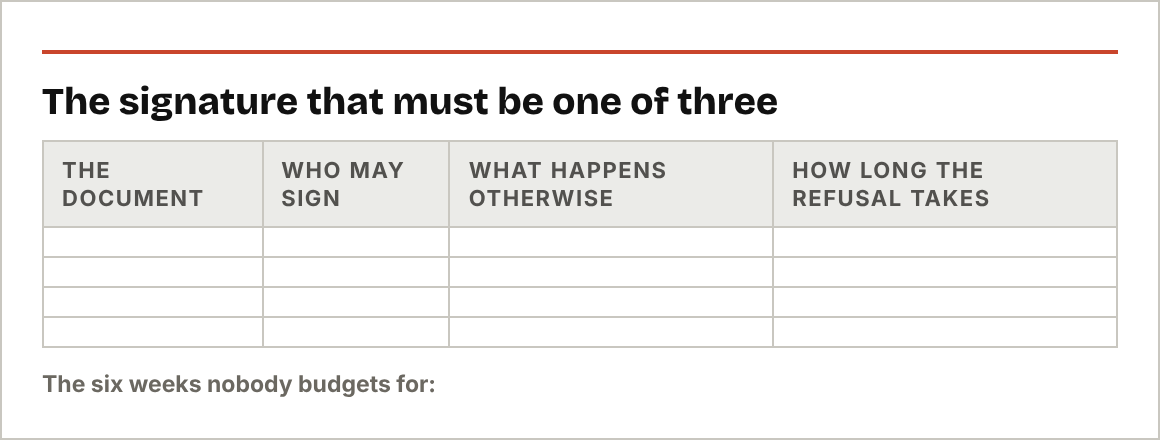 The signature that must be one of three
THE DOCUMENT
WHO MAY SIGN
WHAT HAPPENS OTHERWISE
HOW LONG THE REFUSAL TAKES
The six weeks nobody budgets for: